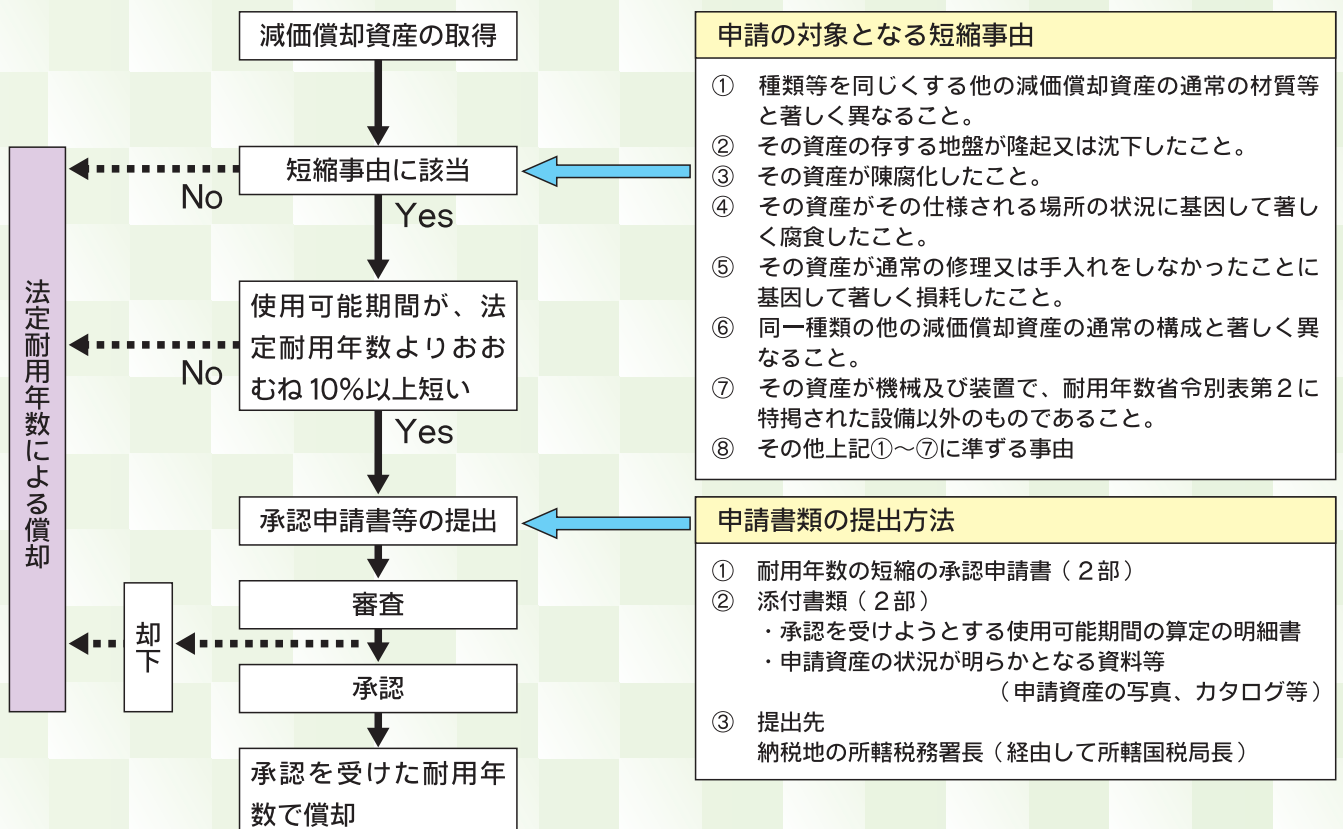 減価償却資産の取得
短縮事由に該当
No
Yes
使用可能期間が、法
定耐用年数よりおお
むね 10%以上短い
No
Yes
承認申請書等の提出
審査
却下
承認
承認を受けた耐用年
数で償却
法定耐用年数による償却
申請の対象となる短縮事由
① 種類等を同じくする他の減価償却資産の通常の材質等
と著しく異なること。
② その資産の存する地盤が隆起又は沈下したこと。
③ その資産が陳腐化したこと。
④ その資産がその仕様される場所の状況に基因して著し
く腐食したこと。
⑤ その資産が通常の修理又は手入れをしなかったことに
基因して著しく損耗したこと。
⑥ 同一種類の他の減価償却資産の通常の構成と著しく異
なること。
⑦ その資産が機械及び装置で、耐用年数省令別表第2に
特掲された設備以外のものであること。
⑧ その他上記①~⑦に準ずる事由
申請書類の提出方法
① 耐用年数の短縮の承認申請書(2部)
② 添付書類(2部)
・承認を受けようとする使用可能期間の算定の明細書
・申請資産の状況が明らかとなる資料等
(申請資産の写真、カタログ等)
③ 提出先
納税地の所轄税務署長(経由して所轄国税局長)